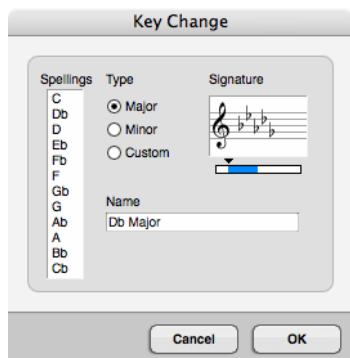 Key Change
Spellings
C
Db
D
Eb
Fb
F
Gb
G
Ab
A
Bb
Cb
Type
Major
Minor
Custom
Signature
Name
Db Major
Cancel
OK